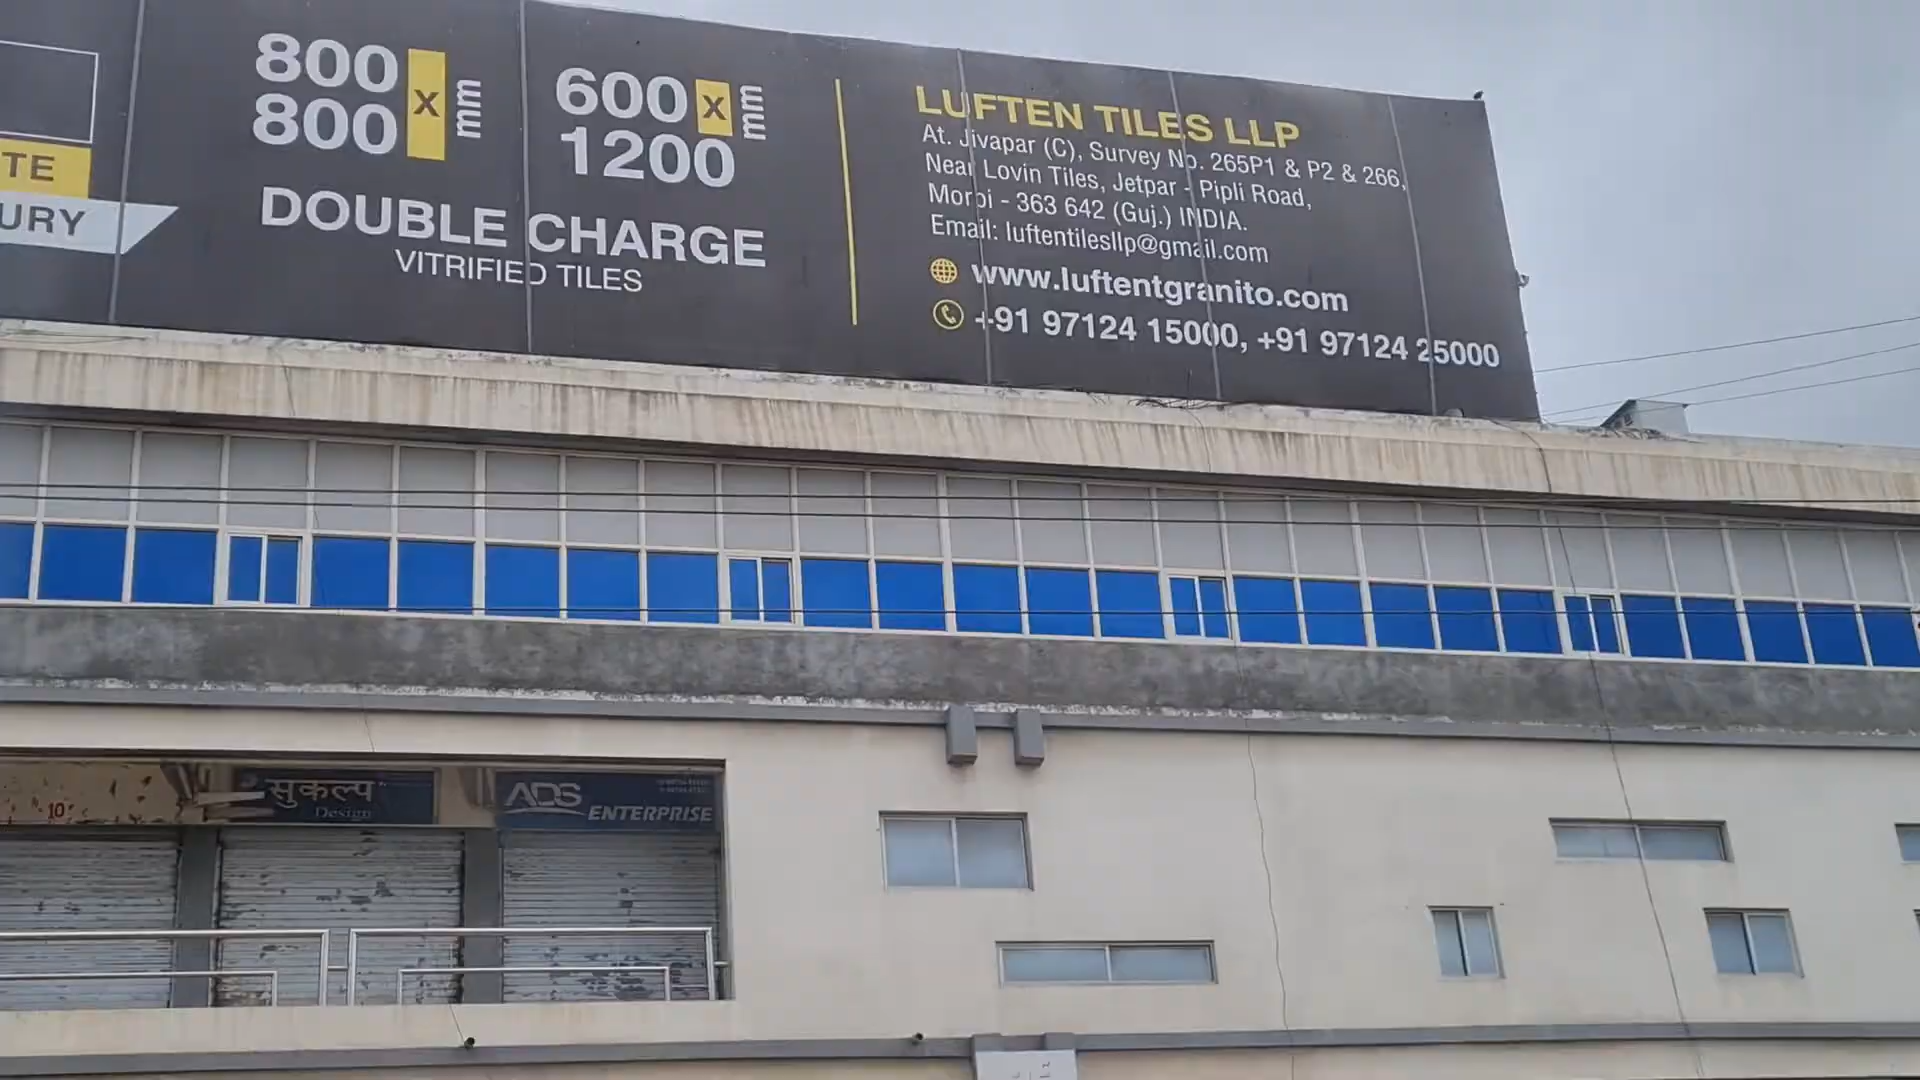 TE
URY
800 x
800 mm
600 x
1200 mm
DOUBLE CHARGE
VITRIFIED TILES
LUFTEN TILES LLP
At. Jivapar (C), Survey No. 265P1 & P2 & 266,
Near Lovin Tiles, Jetpar - Pipli Road,
Morbi - 363 642 (Guj.) INDIA.
Email: luftentilesllp@gmail.com
www.luftentgranito.com
+91 97124 15000, +91 97124 25000
10
सुकल्प
Design
ADS
ENTERPRISE